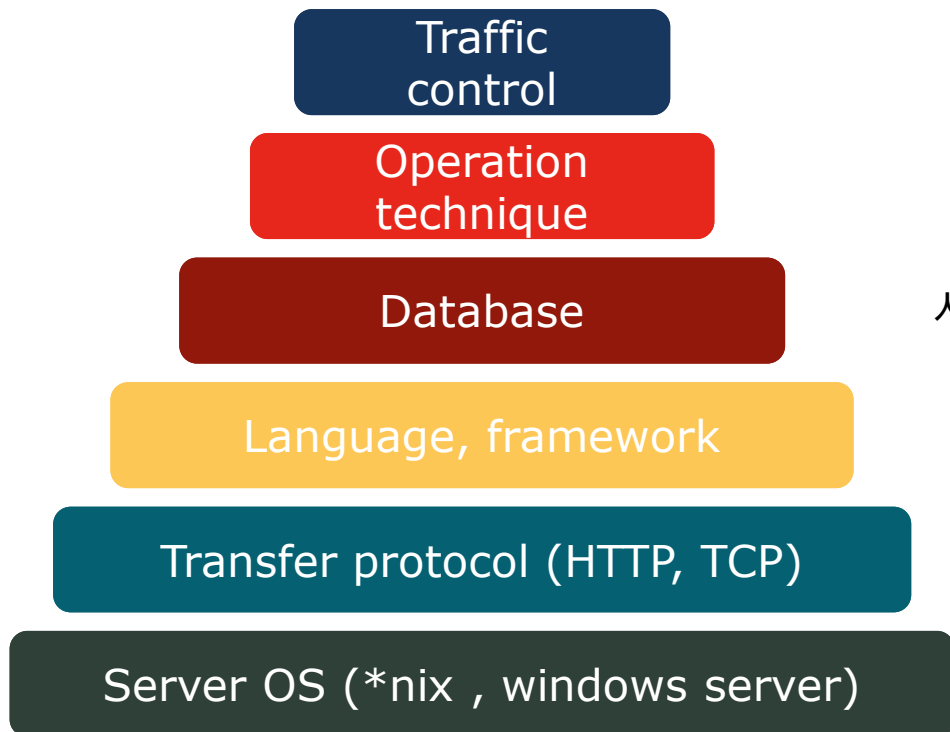 Traffic
control
Operation
technique
Database
Language, framework
Transfer protocol (HTTP, TCP)
Server OS (*nix , windows server)